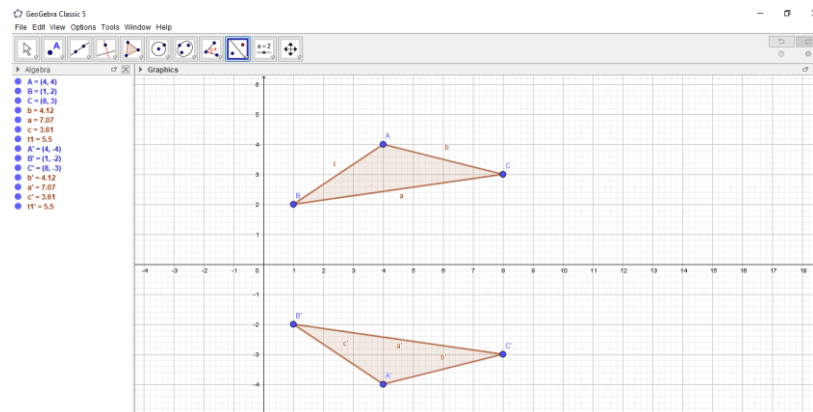 GeoGebra Classic 5
File Edit View Options Tools Window Help
A
a=2
Algebra
Graphics
A = (4, 4)
B = (1, 2)
C = (8, 3)
b = 4.12
a = 7.07
c = 3.61
t1 = 5.5
A' = (4, -4)
B' = (1, -2)
C' = (8, -3)
b' = 4.12
a' = 7.07
c' = 3.61
t1' = 5.5
6
5
4
3
2
1
-4 -3 -2 -1 0 1 2 3 4 5 6 7 8 9 10 11 12 13 14 15 16 17 18
-1
-2
-3
-4
A
b
c
C
a
B
B'
c'
a'
b'
C'
A'